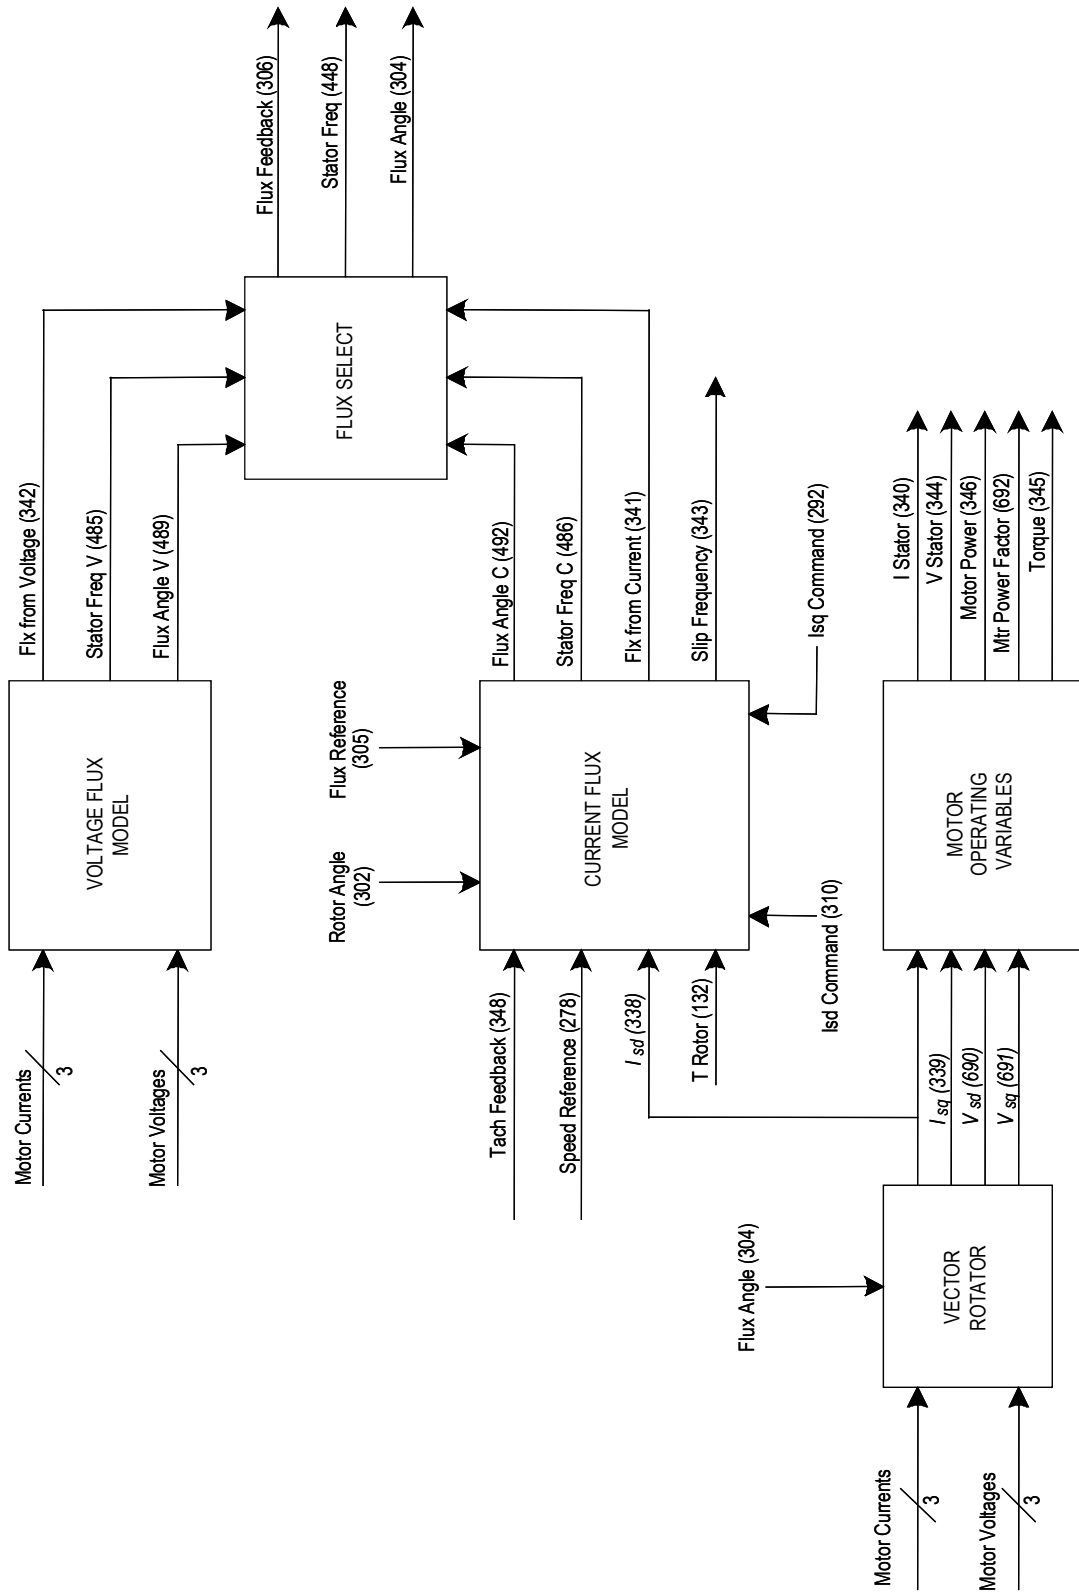 Motor Currents
3
Motor Voltages
3
VOLTAGE FLUX
MODEL
Flx from Voltage (342)
Stator Freq V (485)
Flux Angle V (489)
FLUX SELECT
Flux Feedback (306)
Stator Freq (448)
Flux Angle (304)
Rotor Angle
(302)
Flux Reference
(305)
Tach Feedback (348)
Speed Reference (278)
I sd (338)
T Rotor (132)
CURRENT FLUX
MODEL
Flux Angle C (492)
Stator Freq C (486)
Flx from Current (341)
Slip Frequency (343)
Isd Command (310)
Isq Command (292)
Flux Angle (304)
Motor Currents
3
Motor Voltages
3
VECTOR
ROTATOR
I sq (339)
V sd (690)
V sq (691)
MOTOR
OPERATING
VARIABLES
I Stator (340)
V Stator (344)
Motor Power (346)
Mtr Power Factor (692)
Torque (345)